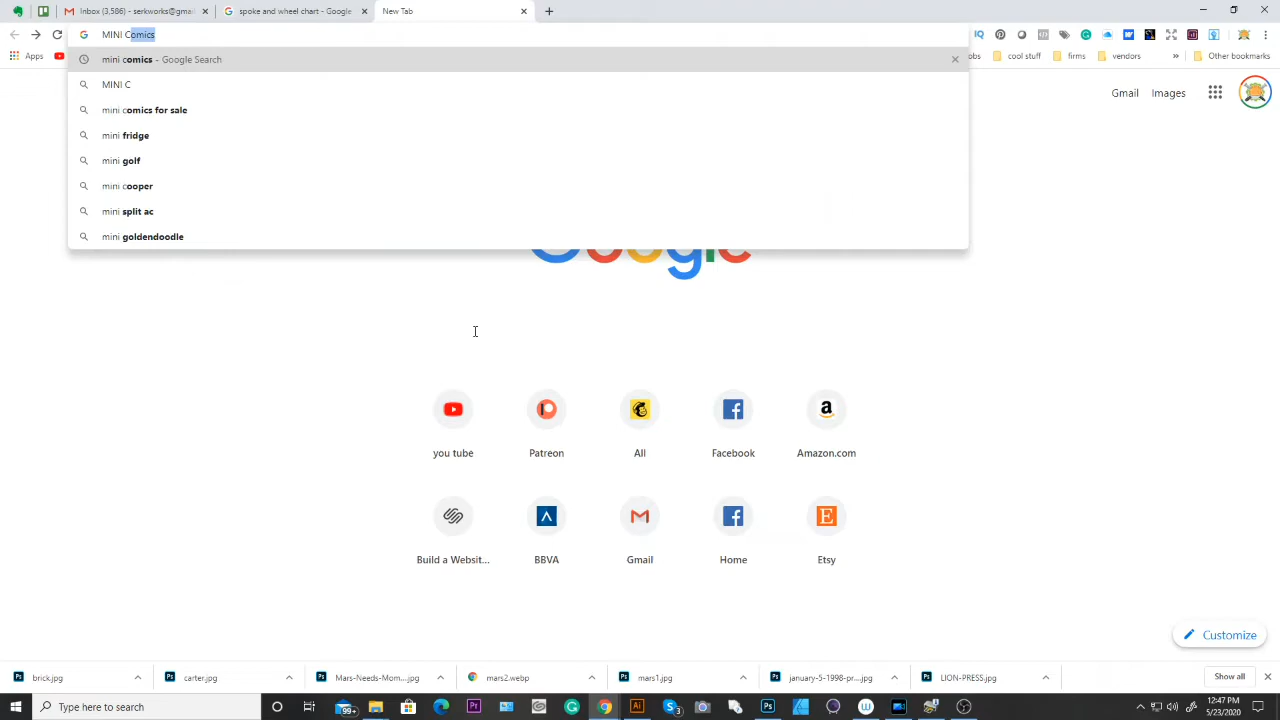 Inbox (3,586) - serkworks@gmail
spoke and wheel chart - Google
New Tab
MINI Comics
Apps
obs
cool stuff
firms
vendors
»
Other bookmarks
mini comics - Google Search
MINI C
mini comics for sale
mini fridge
mini golf
mini cooper
mini split ac
mini goldendoodle
Gmail
Images
Google
you tube
Patreon
All
Facebook
Amazon.com
Build a Websit...
BBVA
Gmail
Home
Etsy
Customize
brick.jpg
carter.jpg
Mars-Needs-Mom....jpg
mars2.webp
mars1.jpg
january-5-1998-pr....jpg
LION-PRESS.jpg
Show all
Type here to search
99+
12:47 PM
5/23/2020